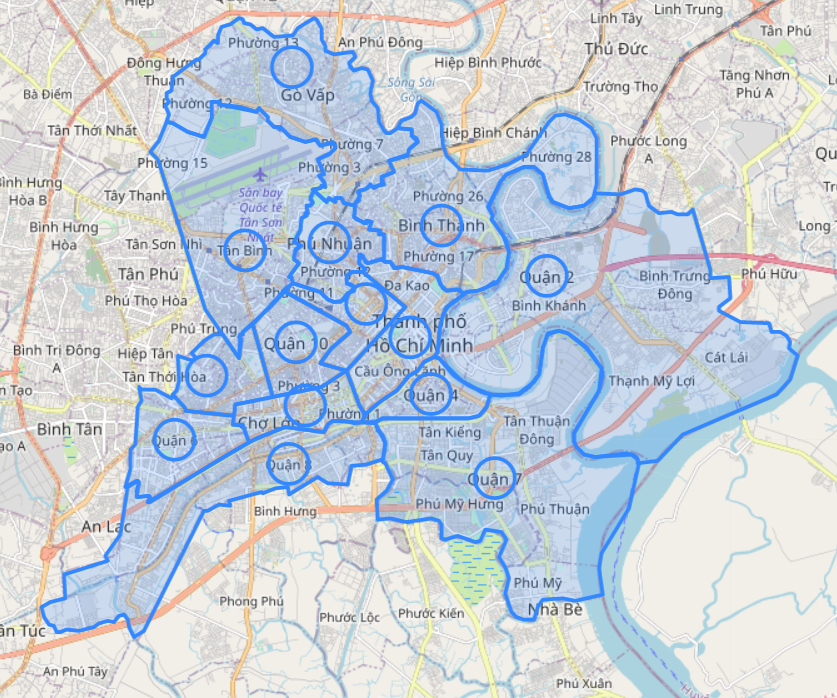 Hiệp
Linh Trung
Linh Tây
Tân Phú
Phường 13
An Phú Đông
Thủ Đức
Đông Hưng
Thuận
Hiệp Bình Phước
Tăng Nhơn
Phú A
Sông Sài
Gòn
Trường Thọ
Bà Điểm
Gò Vấp
Phường 12
Tân Thới Nhất
Hiệp Bình Chánh
Phường 7
Phước Long
A
Phường 15
Phường 3
Phường 28
Bình Hưng
Hòa B
Tây Thạnh
Sân bay
Quốc tế
Tân Sơn
Nhất
Phường 26
Bình Hưng
Hòa
Tân Sơn Nhì
Tân Bình
Phú Nhuận
Bình Thạnh
Long
Phường 17
Tân Phú
Phường 12
Quận 2
Bình Trưng
Đông
Phú Hữu
Đa Kao
Phú Thọ Hòa
Phường 11
Bình Khánh
Phú Trung
Thành phố
Hồ Chí Minh
Quận 10
Bình Trị Đông
A
Hiệp Tân
Cát Lái
Tân Thới Hòa
Cầu Ông Lãnh
Thạnh Mỹ Lợi
Phường 3
Quận 4
Phường 1
Chợ Lớn
Tân Thuận
Đông
Bình Tân
Quận 6
Tân Kiểng
Tân Quy
Quận 8
Quận 7
Phú Mỹ Hưng
Phú Thuận
Bình Hưng
An Lạc
Phú Mỹ
Nhà Bè
Phong Phú
Phước Lộc
Phước Kiển
An Phú Tây
Phú Xuân